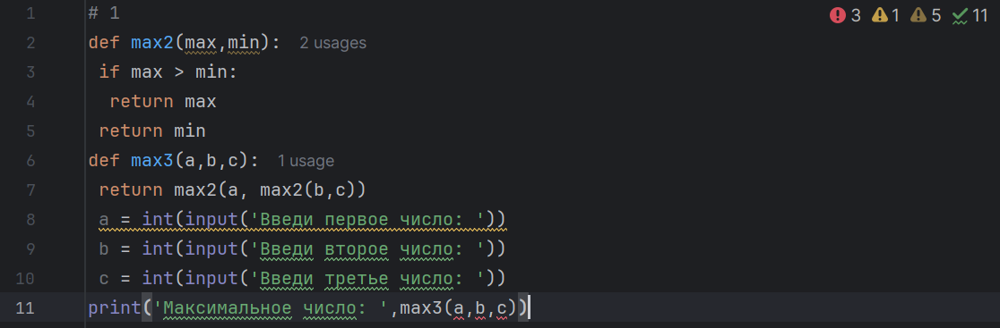 1 # 1 3 1 5 11
2 def max2(max,min): 2 usages
3 if max > min:
4 return max
5 return min
6 def max3(a,b,c): 1 usage
7 return max2(a, max2(b,c))
8 a = int(input('Введи первое число: '))
9 b = int(input('Введи второе число: '))
10 c = int(input('Введи третье число: '))
11 print('Максимальное число: ',max3(a,b,c))